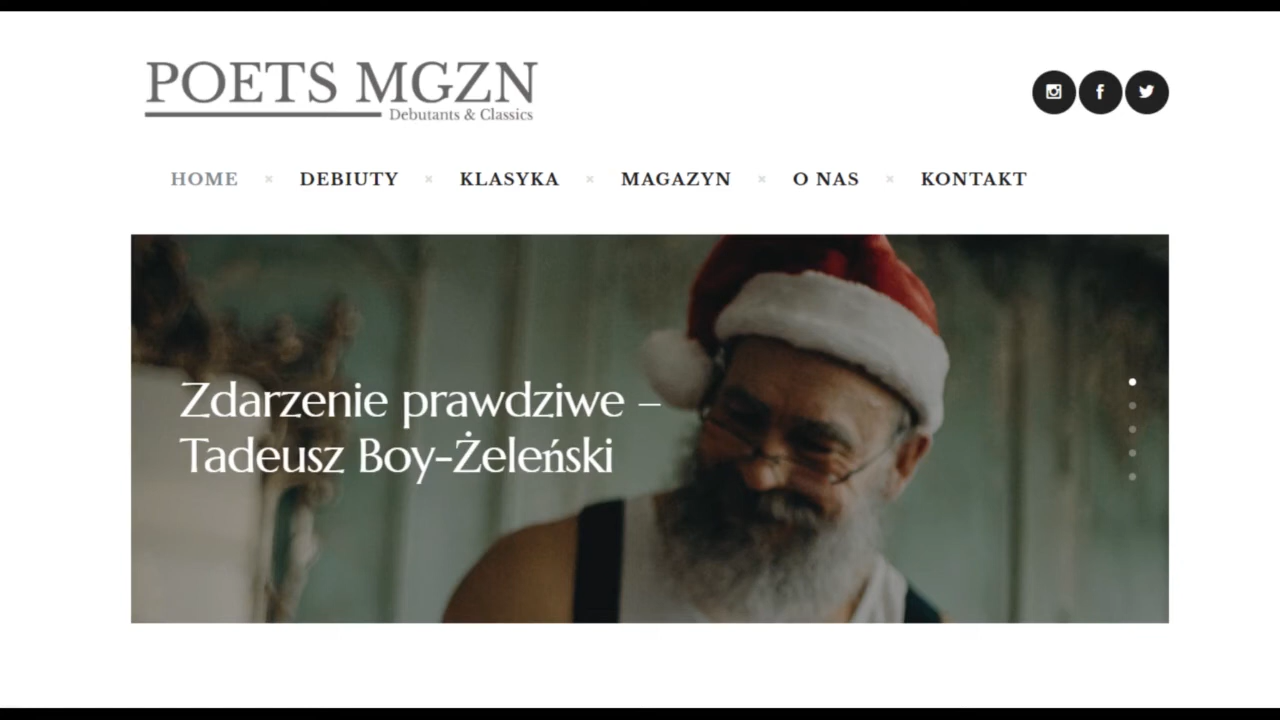 POETS MGZN
Debutants & Classics
HOME × DEBIUTY × KLASYKA × MAGAZYN × O NAS × KONTAKT
Zdarzenie prawdziwe –
Tadeusz Boy-Żeleński